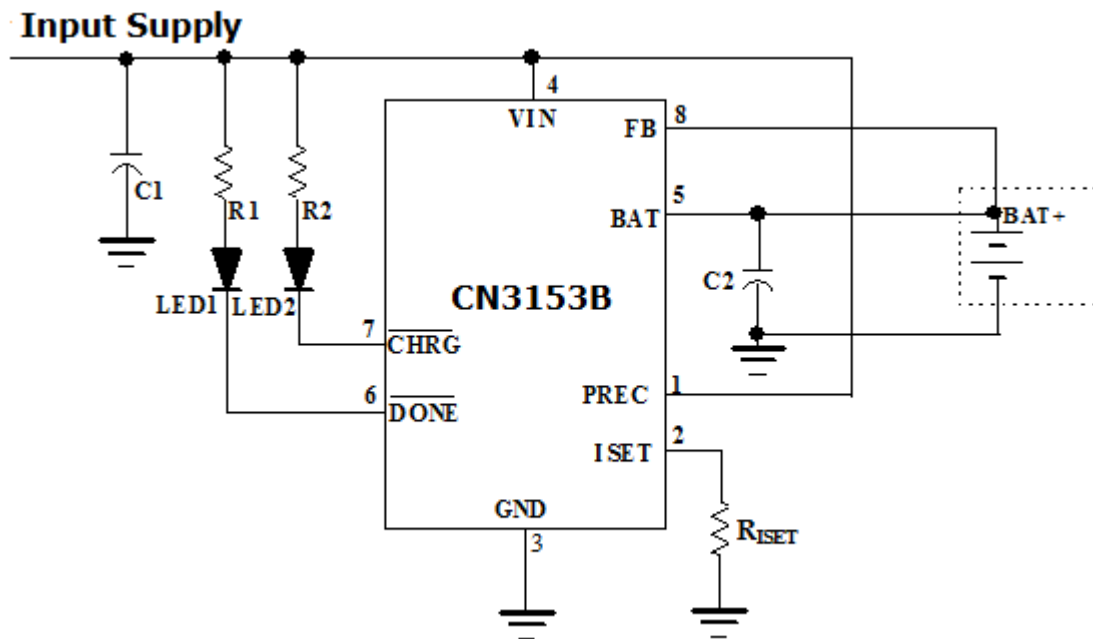 Input Supply
4
VIN
8
FB
C1
R1
R2
5
BAT
BAT+
CN3153B
C2
LED1
LED2
7
CHRG
6
DONE
PREC
1
ISET
2
GND
3
RISET